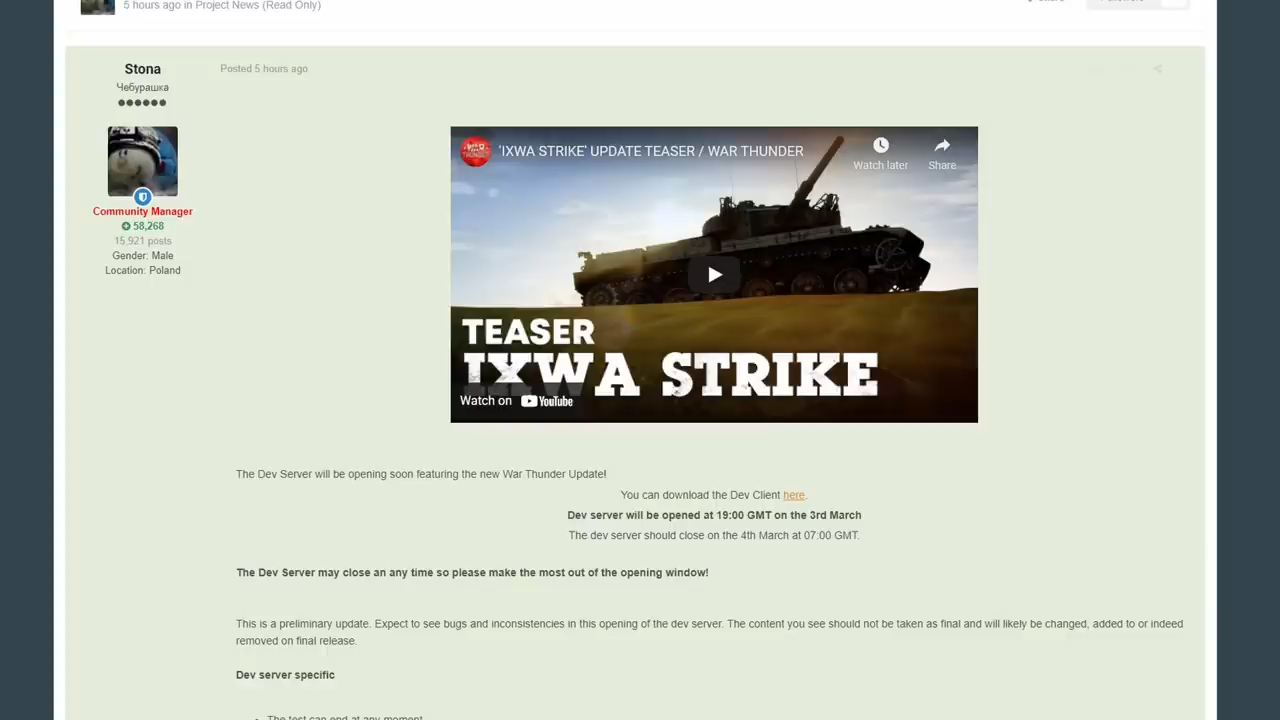 5 hours ago in Project News (Read Only)
Stona
Posted 5 hours ago
Чебурашка
Community Manager
58,268
15,921 posts
Gender: Male
Location: Poland
'IXWA STRIKE' UPDATE TEASER / WAR THUNDER
Watch later
Share
TEASER
IXWA STRIKE
Watch on YouTube
The Dev Server will be opening soon featuring the new War Thunder Update!
You can download the Dev Client here.
Dev server will be opened at 19:00 GMT on the 3rd March
The dev server should close on the 4th March at 07:00 GMT.
The Dev Server may close an any time so please make the most out of the opening window!
This is a preliminary update. Expect to see bugs and inconsistencies in this opening of the dev server. The content you see should not be taken as final and will likely be changed, added to or indeed
removed on final release.
Dev server specific
The test can end at any moment